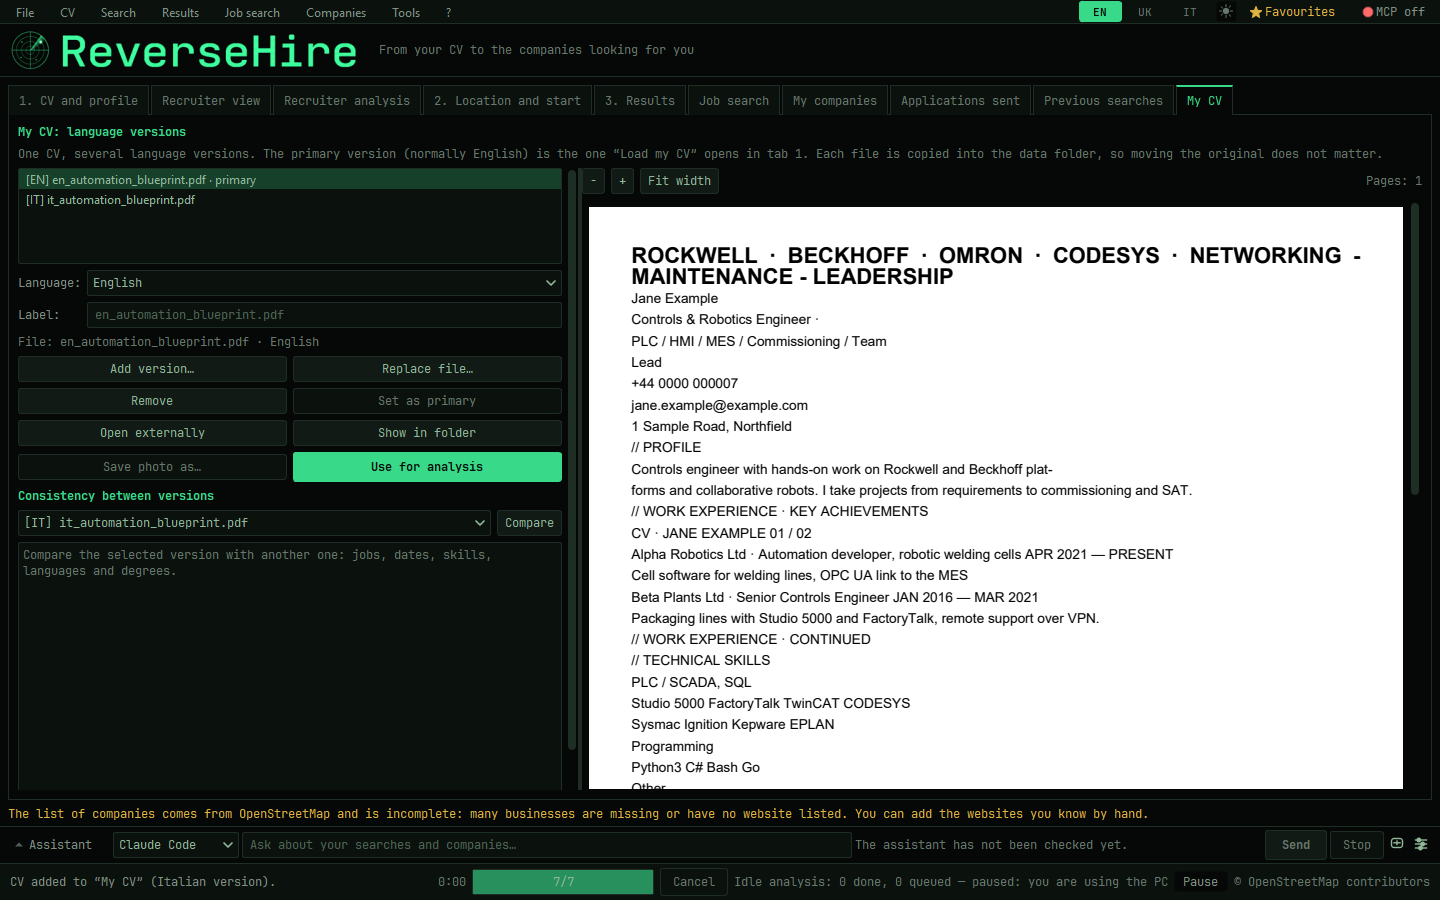 File CV Search Results Job search Companies Tools ? EN UK IT Favourites MCP off
ReverseHire From your CV to the companies looking for you
1. CV and profile Recruiter view Recruiter analysis 2. Location and start 3. Results Job search My companies Applications sent Previous searches My CV
My CV: language versions
One CV, several language versions. The primary version (normally English) is the one “Load my CV” opens in tab 1. Each file is copied into the data folder, so moving the original does not matter.
[EN] en_automation_blueprint.pdf · primary
[IT] it_automation_blueprint.pdf
Language: English
Label: en_automation_blueprint.pdf
File: en_automation_blueprint.pdf · English
Add version… Replace file…
Remove Set as primary
Open externally Show in folder
Save photo as… Use for analysis
Consistency between versions
[IT] it_automation_blueprint.pdf Compare
Compare the selected version with another one: jobs, dates, skills,
languages and degrees.
- + Fit width Pages: 1
ROCKWELL · BECKHOFF · OMRON · CODESYS · NETWORKING -
MAINTENANCE - LEADERSHIP
Jane Example
Controls & Robotics Engineer ·
PLC / HMI / MES / Commissioning / Team
Lead
+44 0000 000007
jane.example@example.com
1 Sample Road, Northfield
// PROFILE
Controls engineer with hands-on work on Rockwell and Beckhoff plat-
forms and collaborative robots. I take projects from requirements to commissioning and SAT.
// WORK EXPERIENCE · KEY ACHIEVEMENTS
CV · JANE EXAMPLE 01 / 02
Alpha Robotics Ltd · Automation developer, robotic welding cells APR 2021 — PRESENT
Cell software for welding lines, OPC UA link to the MES
Beta Plants Ltd · Senior Controls Engineer JAN 2016 — MAR 2021
Packaging lines with Studio 5000 and FactoryTalk, remote support over VPN.
// WORK EXPERIENCE · CONTINUED
// TECHNICAL SKILLS
PLC / SCADA, SQL
Studio 5000 FactoryTalk TwinCAT CODESYS
Sysmac Ignition Kepware EPLAN
Programming
Python3 C# Bash Go
Other
The list of companies comes from OpenStreetMap and is incomplete: many businesses are missing or have no website listed. You can add the websites you know by hand.
Assistant Claude Code Ask about your searches and companies… The assistant has not been checked yet. Send Stop
CV added to “My CV” (Italian version). 0:00 7/7 Cancel Idle analysis: 0 done, 0 queued — paused: you are using the PC Pause © OpenStreetMap contributors